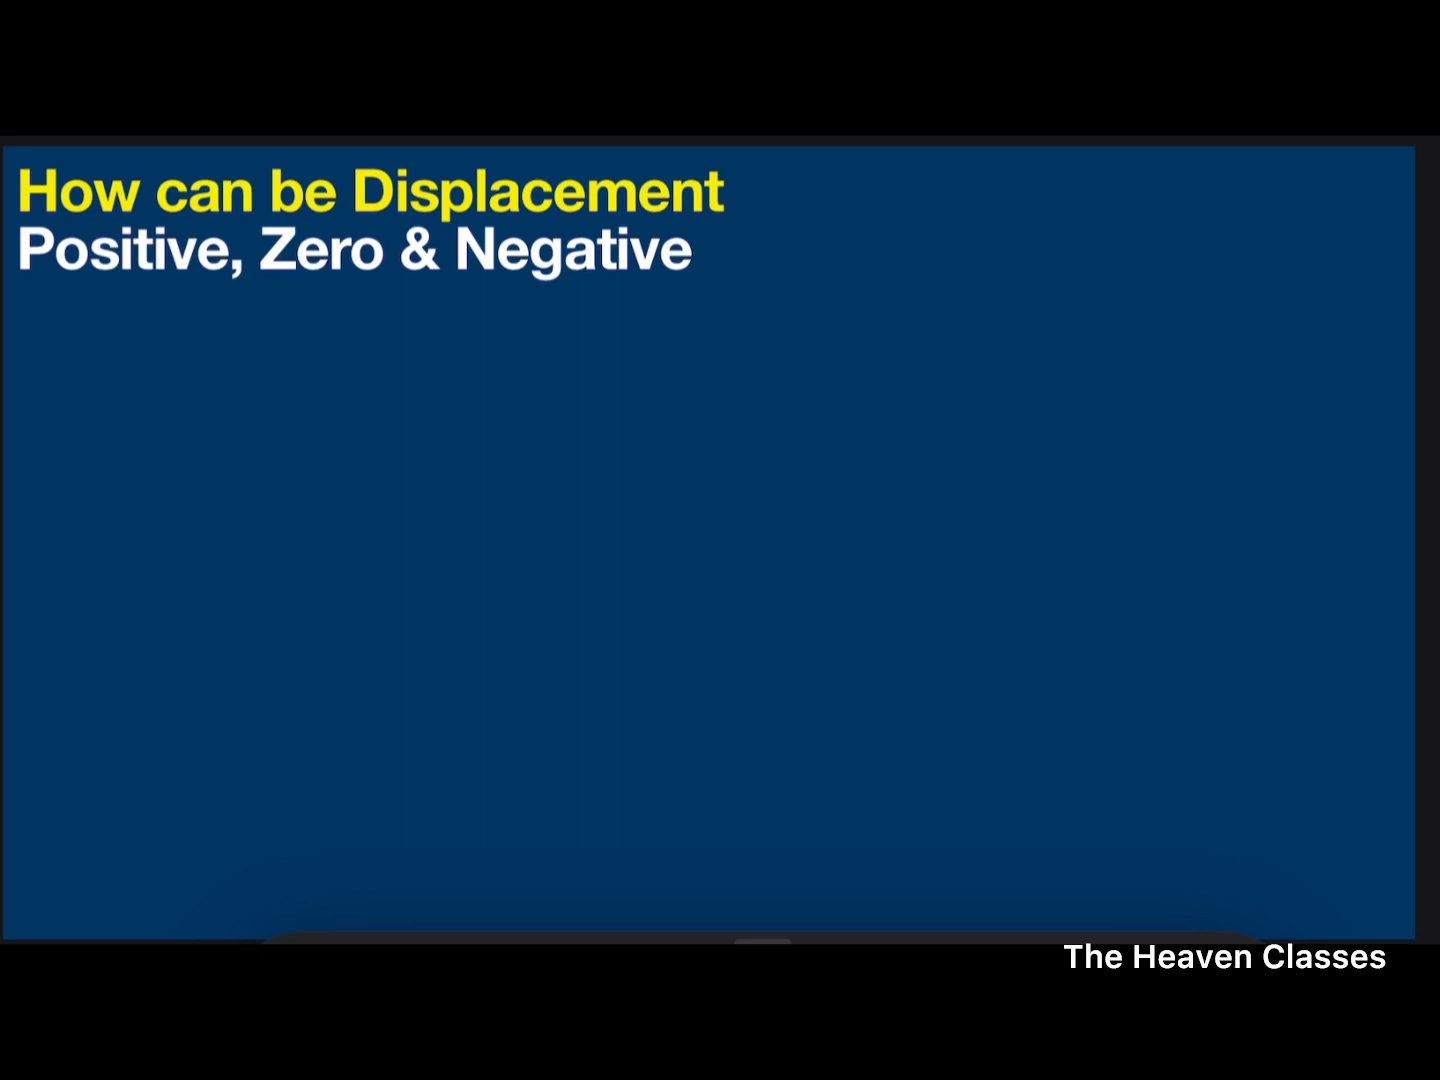 How can be Displacement
Positive, Zero & Negative
The Heaven Classes